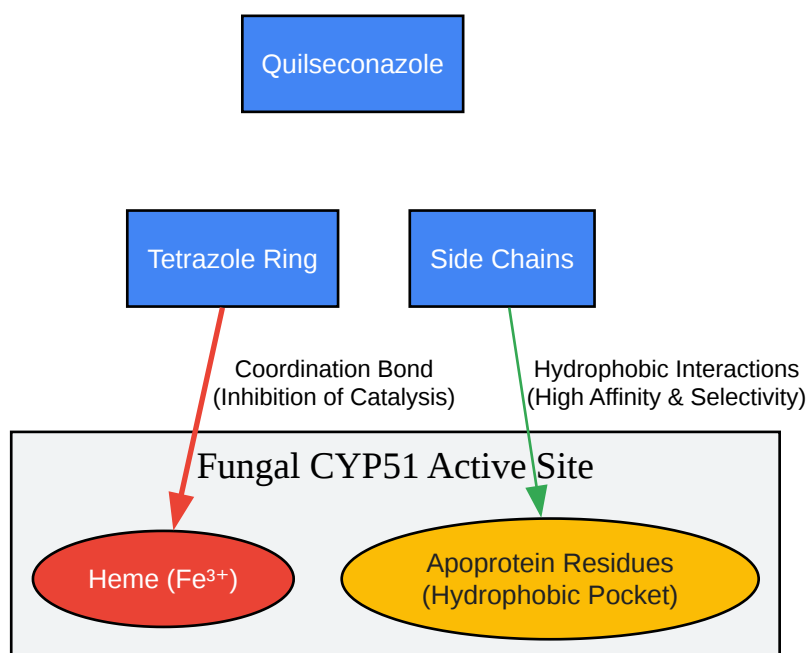 Quilseconazole
Tetrazole Ring
Side Chains
Coordination Bond
(Inhibition of Catalysis)
Hydrophobic Interactions
(High Affinity & Selectivity)
Fungal CYP51 Active Site
Heme (Fe³⁺)
Apoprotein Residues
(Hydrophobic Pocket)